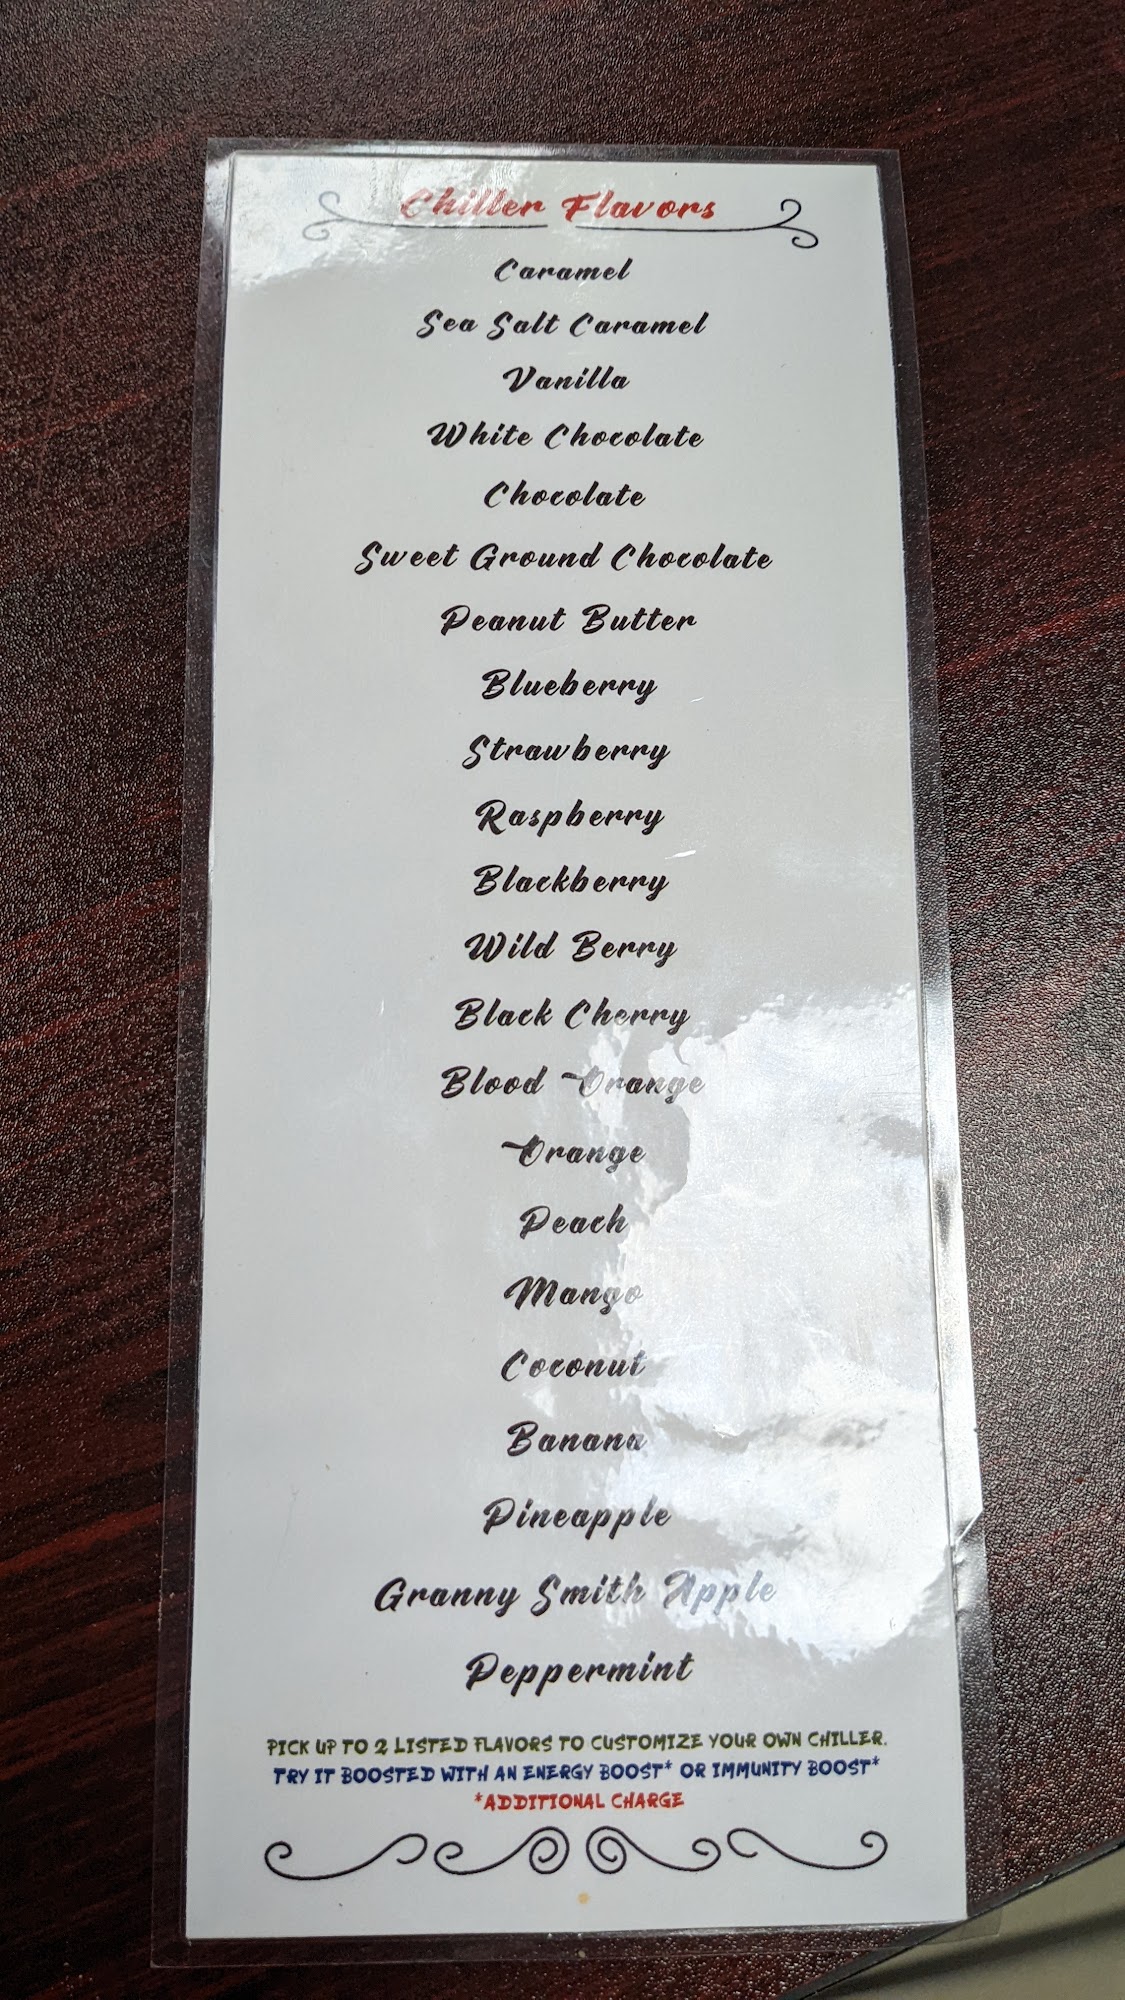 Chiller Flavors
Caramel
Sea Salt Caramel
Vanilla
White Chocolate
Chocolate
Sweet Ground Chocolate
Peanut Butter
Blueberry
Strawberry
Raspberry
Blackberry
Wild Berry
Black Cherry
Blood Orange
Orange
Peach
Mango
Coconut
Banana
Pineapple
Granny Smith Apple
Peppermint
PICK UP TO 2 LISTED FLAVORS TO CUSTOMIZE YOUR OWN CHILLER.
TRY IT BOOSTED WITH AN ENERGY BOOST* OR IMMUNITY BOOST*
*ADDITIONAL CHARGE